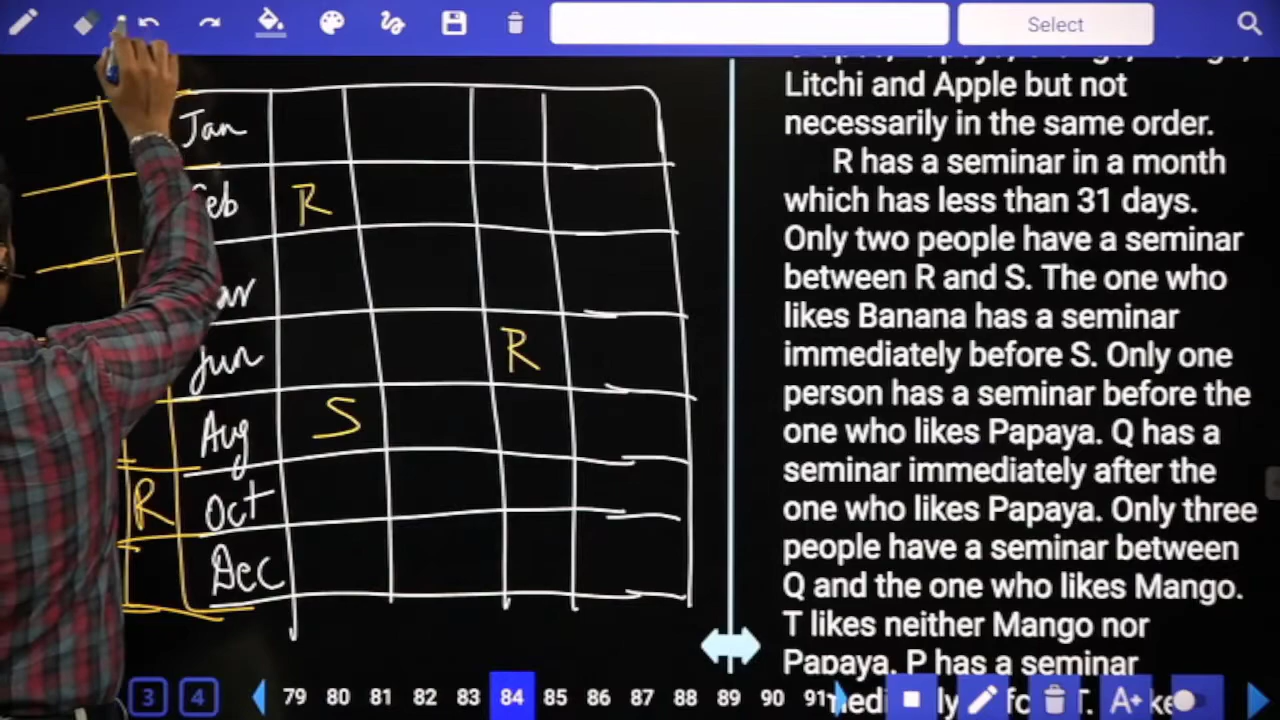 Select
Litchi and Apple but not
necessarily in the same order.
R has a seminar in a month
which has less than 31 days.
Only two people have a seminar
between R and S. The one who
likes Banana has a seminar
immediately before S. Only one
person has a seminar before the
one who likes Papaya. Q has a
seminar immediately after the
one who likes Papaya. Only three
people have a seminar between
Q and the one who likes Mango.
T likes neither Mango nor
Papaya. P has a seminar
Jan
eb R
ar
Jun R
Aug S
R Oct
Dec
3 4 79 80 81 82 83 84 85 86 87 88 89 90 91 A+